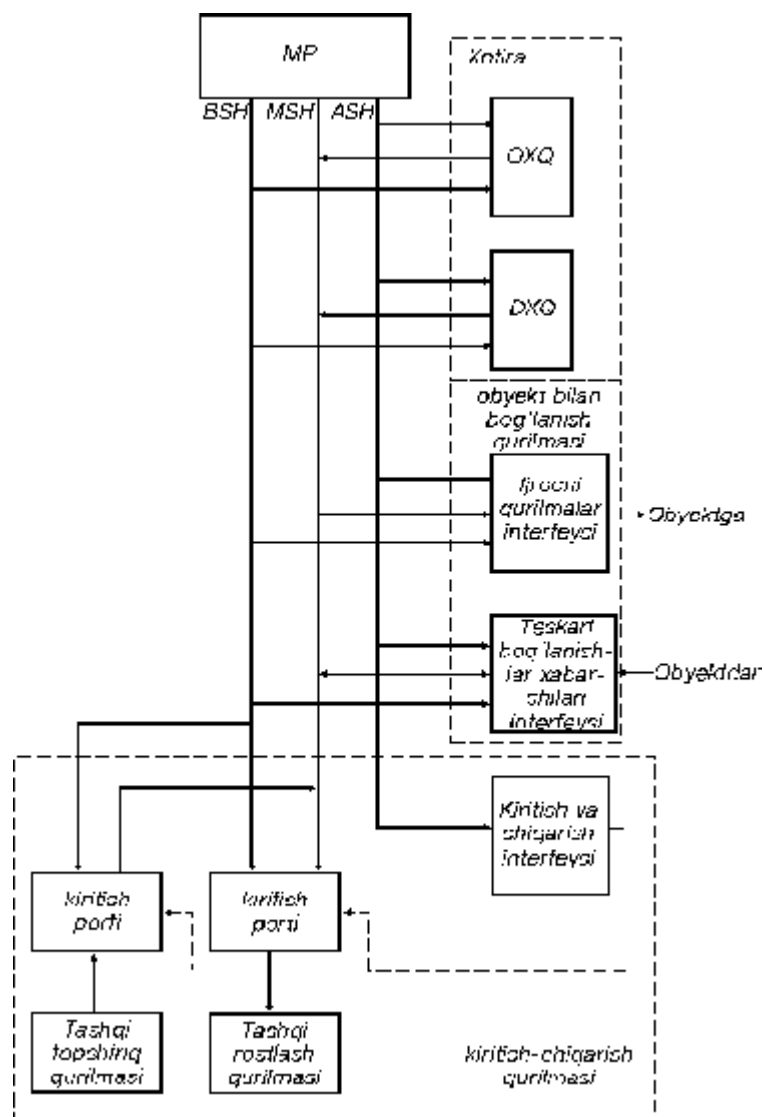 MP
Xotira
BSH MSH ASH
OXQ
DXQ
obyekt bilan
bog'lanish
qurilmasi
Ijrochi
qurilmalar
interfeysi
Obyektga
Teskari
bog'lanish-
lar xabar-
chilari
interfeysi
Obyektdan
Kiritish va
chiqarish
interfeysi
kiritish
porti
kiritish
porti
Tashqi
topshiriq
qurilmasi
Tashqi
rostlash
qurilmasi
kiritish-chiqarish
qurilmasi